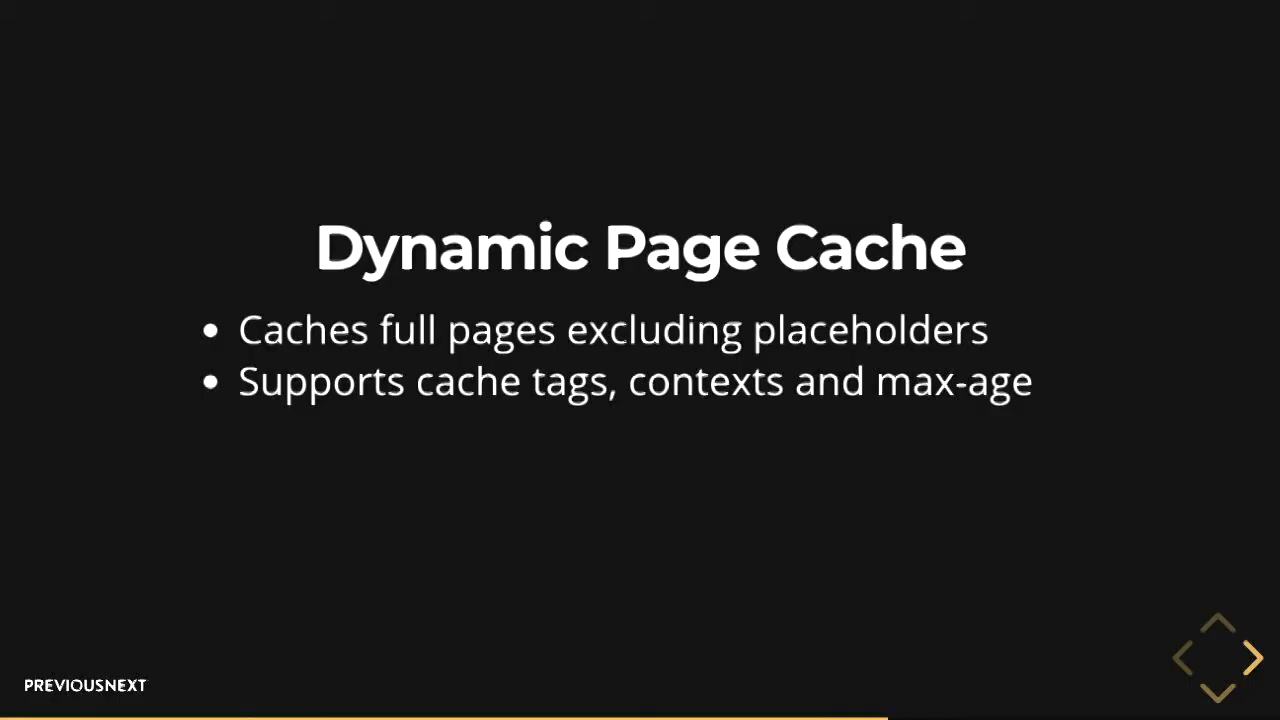 Dynamic Page Cache
• Caches full pages excluding placeholders
• Supports cache tags, contexts and max-age
PREVIOUSNEXT